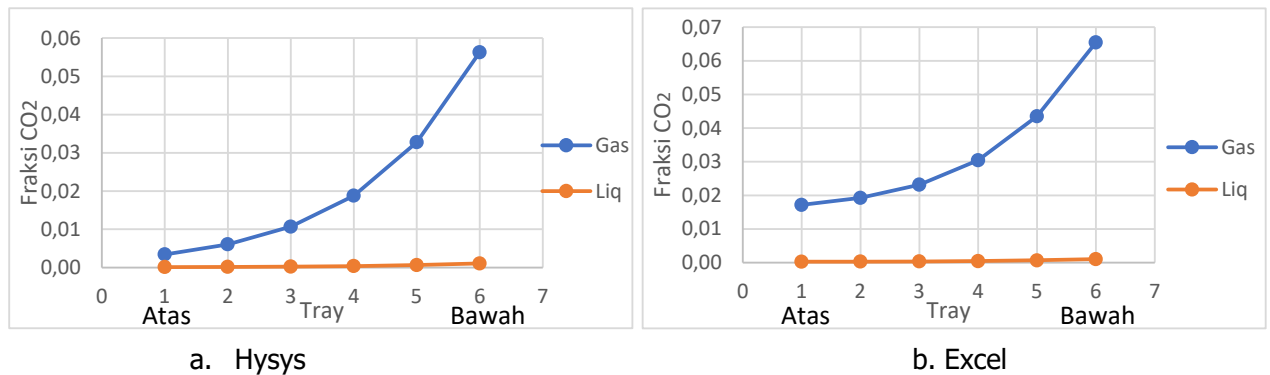 0,06
0,05
0,04
0,03
0,02
0,01
0,00
Fraksi CO2
0 1 2 3 4 5 6 7
Atas Tray Bawah
Gas
Liq
a. Hysys
0,07
0,06
0,05
0,04
0,03
0,02
0,01
0,00
Fraksi CO2
0 1 2 3 4 5 6 7
Atas Tray Bawah
Gas
Liq
b. Excel